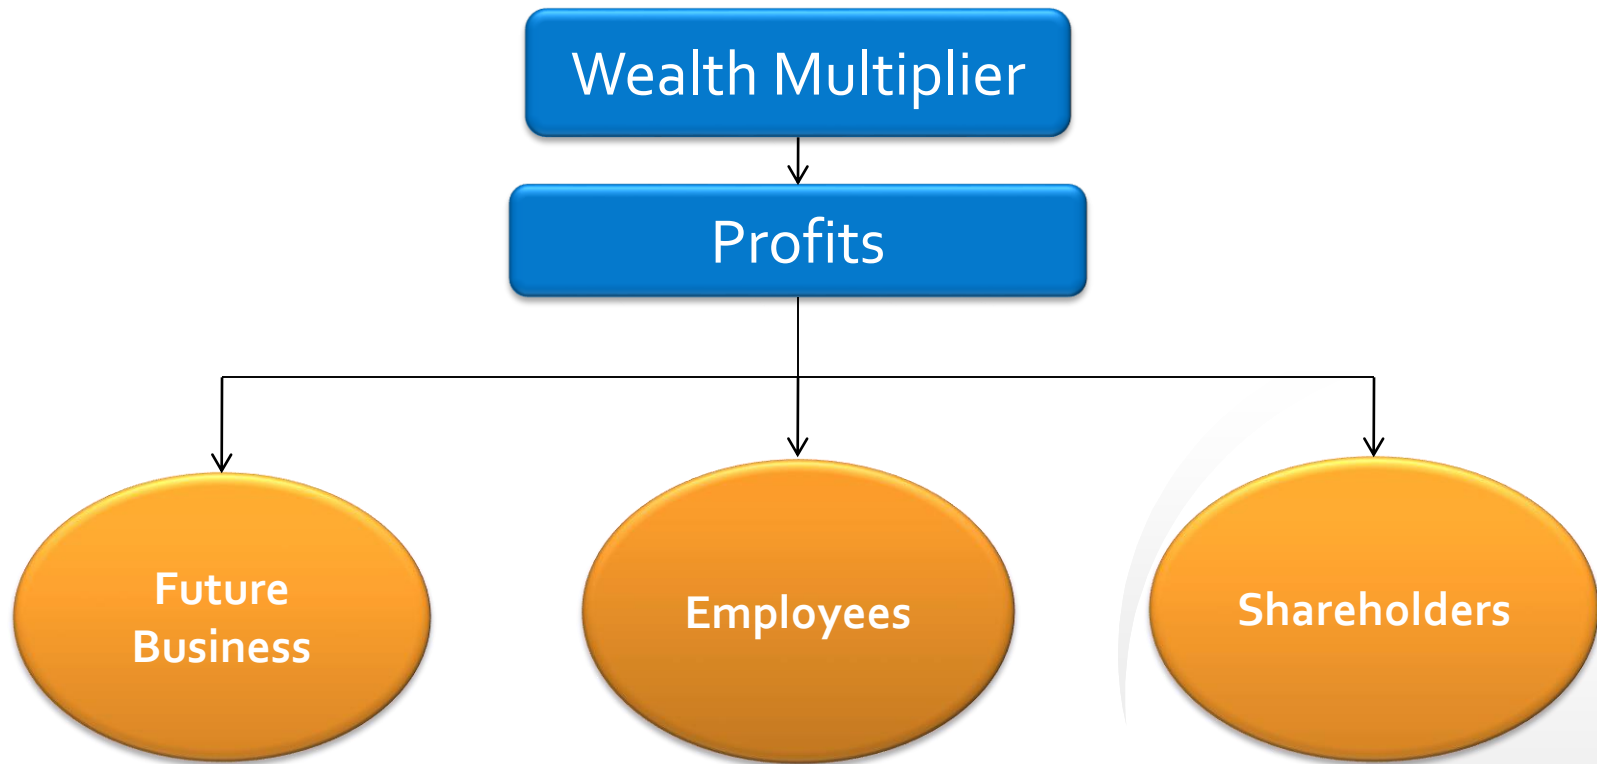 Wealth Multiplier
Profits
Future
Business
Employees
Shareholders